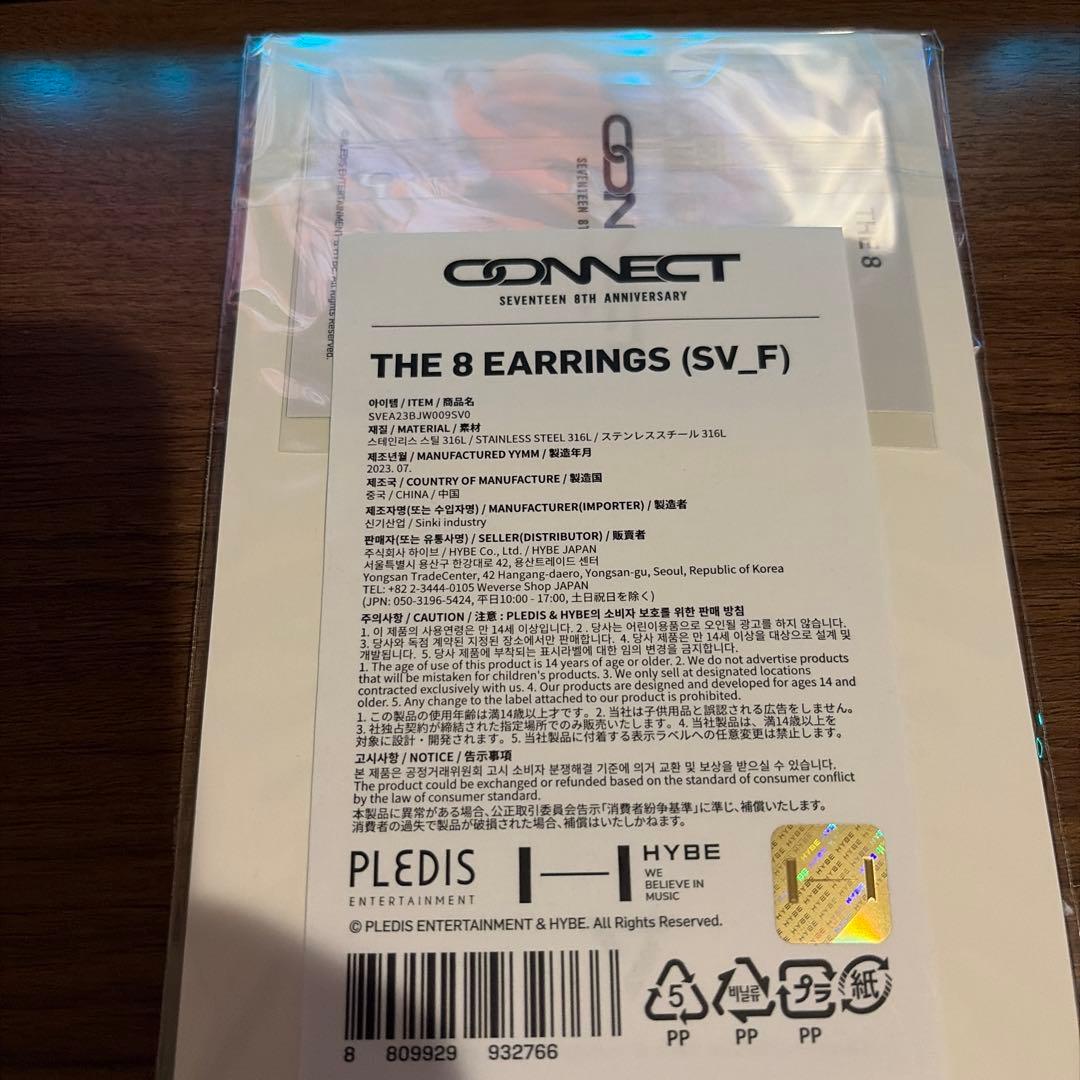 © PLEDIS ENTERTAINMENT & HYBE. All Rights Reserved.
SEVENTEEN 8T
THE 8
CONNECT
SEVENTEEN 8TH ANNIVERSARY
THE 8 EARRINGS (SV_F)
아이템 / ITEM / 商品名
SVEA23BJW009SV0
재질 / MATERIAL / 素材
스테인리스 스틸 316L / STAINLESS STEEL 316L / ステンレススチール 316L
제조년월 / MANUFACTURED YYMM / 製造年月
2023. 07.
제조국 / COUNTRY OF MANUFACTURE / 製造国
중국 / CHINA / 中国
제조자명(또는 수입자명) / MANUFACTURER(IMPORTER) / 製造者
신기산업 / Sinki industry
판매자(또는 유통사명) / SELLER(DISTRIBUTOR) / 販賣者
주식회사 하이브 / HYBE Co., Ltd. / HYBE JAPAN
서울특별시 용산구 한강대로 42, 용산트레이드 센터
Yongsan TradeCenter, 42 Hangang-daero, Yongsan-gu, Seoul, Republic of Korea
TEL: +82 2-3444-0105 Weverse Shop JAPAN
(JPN: 050-3196-5424, 平日10:00 - 17:00, 土日祝日を除く)
주의사항 / CAUTION / 注意 : PLEDIS & HYBE의 소비자 보호를 위한 판매 방침
1. 이 제품의 사용연령은 만 14세 이상입니다. 2. 당사는 어린이용품으로 오인될 광고를 하지 않습니다.
3. 당사와 독점 계약된 지정된 장소에서만 판매합니다. 4. 당사 제품은 만 14세 이상을 대상으로 설계 및
개발됩니다. 5. 당사 제품에 부착되는 표시라벨에 대한 임의 변경을 금지합니다.
1. The age of use of this product is 14 years of age or older. 2. We do not advertise products
that will be mistaken for children's products. 3. We only sell at designated locations
contracted exclusively with us. 4. Our products are designed and developed for ages 14 and
older. 5. Any change to the label attached to our product is prohibited.
1. この製品の使用年齢は満14歳以上才です。2. 当社は子供用品と誤認される広告をしません。
3. 社独占契約が締結された指定場所でのみ販売いたします。4. 当社製品は、満14歳以上を
対象に設計・開発されます。5. 当社製品に付着する表示ラベルへの任意変更は禁止します。
고시사항 / NOTICE / 告示事項
본 제품은 공정거래위원회 고시 소비자 분쟁해결 기준에 의거 교환 및 보상을 받으실 수 있습니다.
The product could be exchanged or refunded based on the standard of consumer conflict
by the law of consumer standard.
本製品に異常がある場合、公正取引委員会告示「消費者紛争基準」に準じ、補償いたします。
消費者の過失で製品が破損された場合、補償はいたしかねます。
PLEDIS
ENTERTAINMENT
HYBE
WE
BELIEVE IN
MUSIC
© PLEDIS ENTERTAINMENT & HYBE. All Rights Reserved.
5 비닐류 プラ 紙
PP PP PP
8 809929 932766